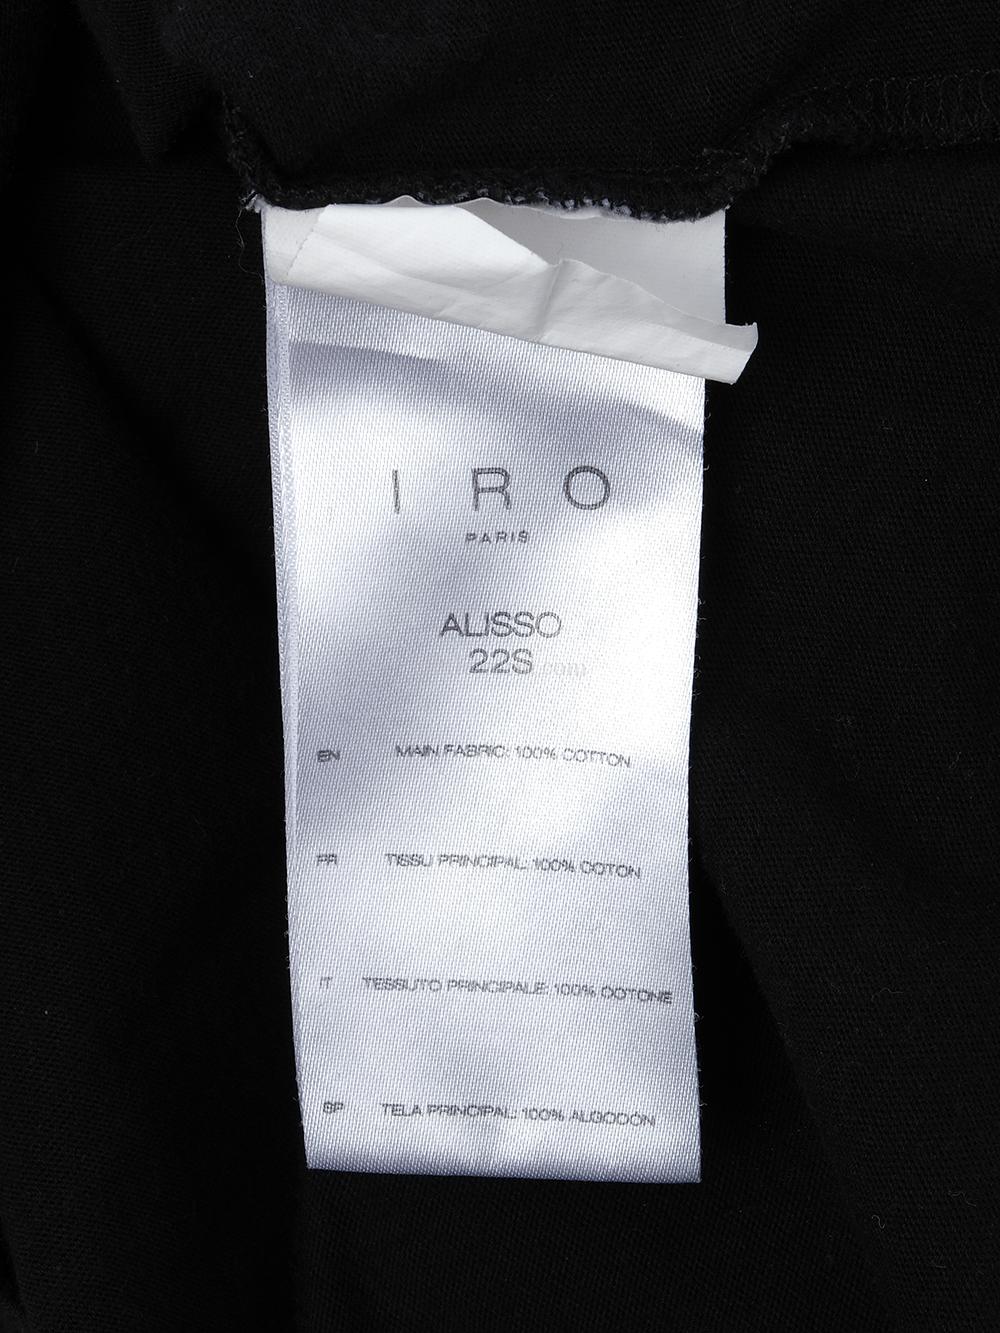 IRO
PARIS
ALISSO
22S
EN MAIN FABRIC: 100% COTTON
FR TISSU PRINCIPAL: 100% COTON
IT TESSUTO PRINCIPALE: 100% COTONE
SP TELA PRINCIPAL: 100% ALGODÓN